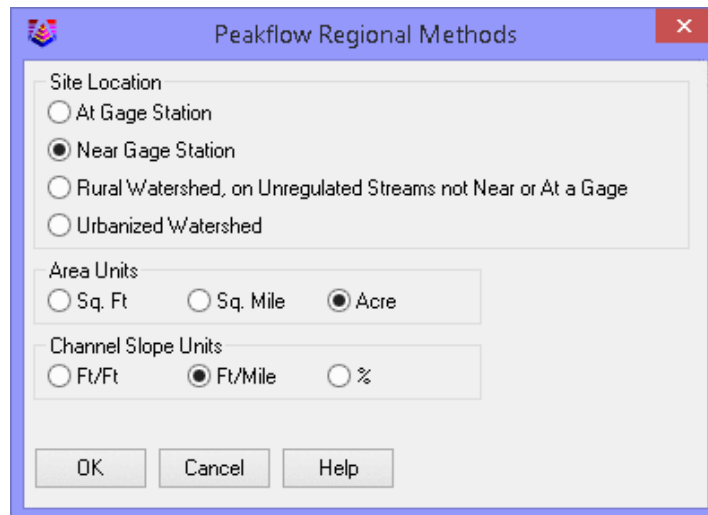 Peakflow Regional Methods
Site Location
At Gage Station
Near Gage Station
Rural Watershed, on Unregulated Streams not Near or At a Gage
Urbanized Watershed
Area Units
Sq. Ft Sq. Mile Acre
Channel Slope Units
Ft/Ft Ft/Mile %
OK Cancel Help